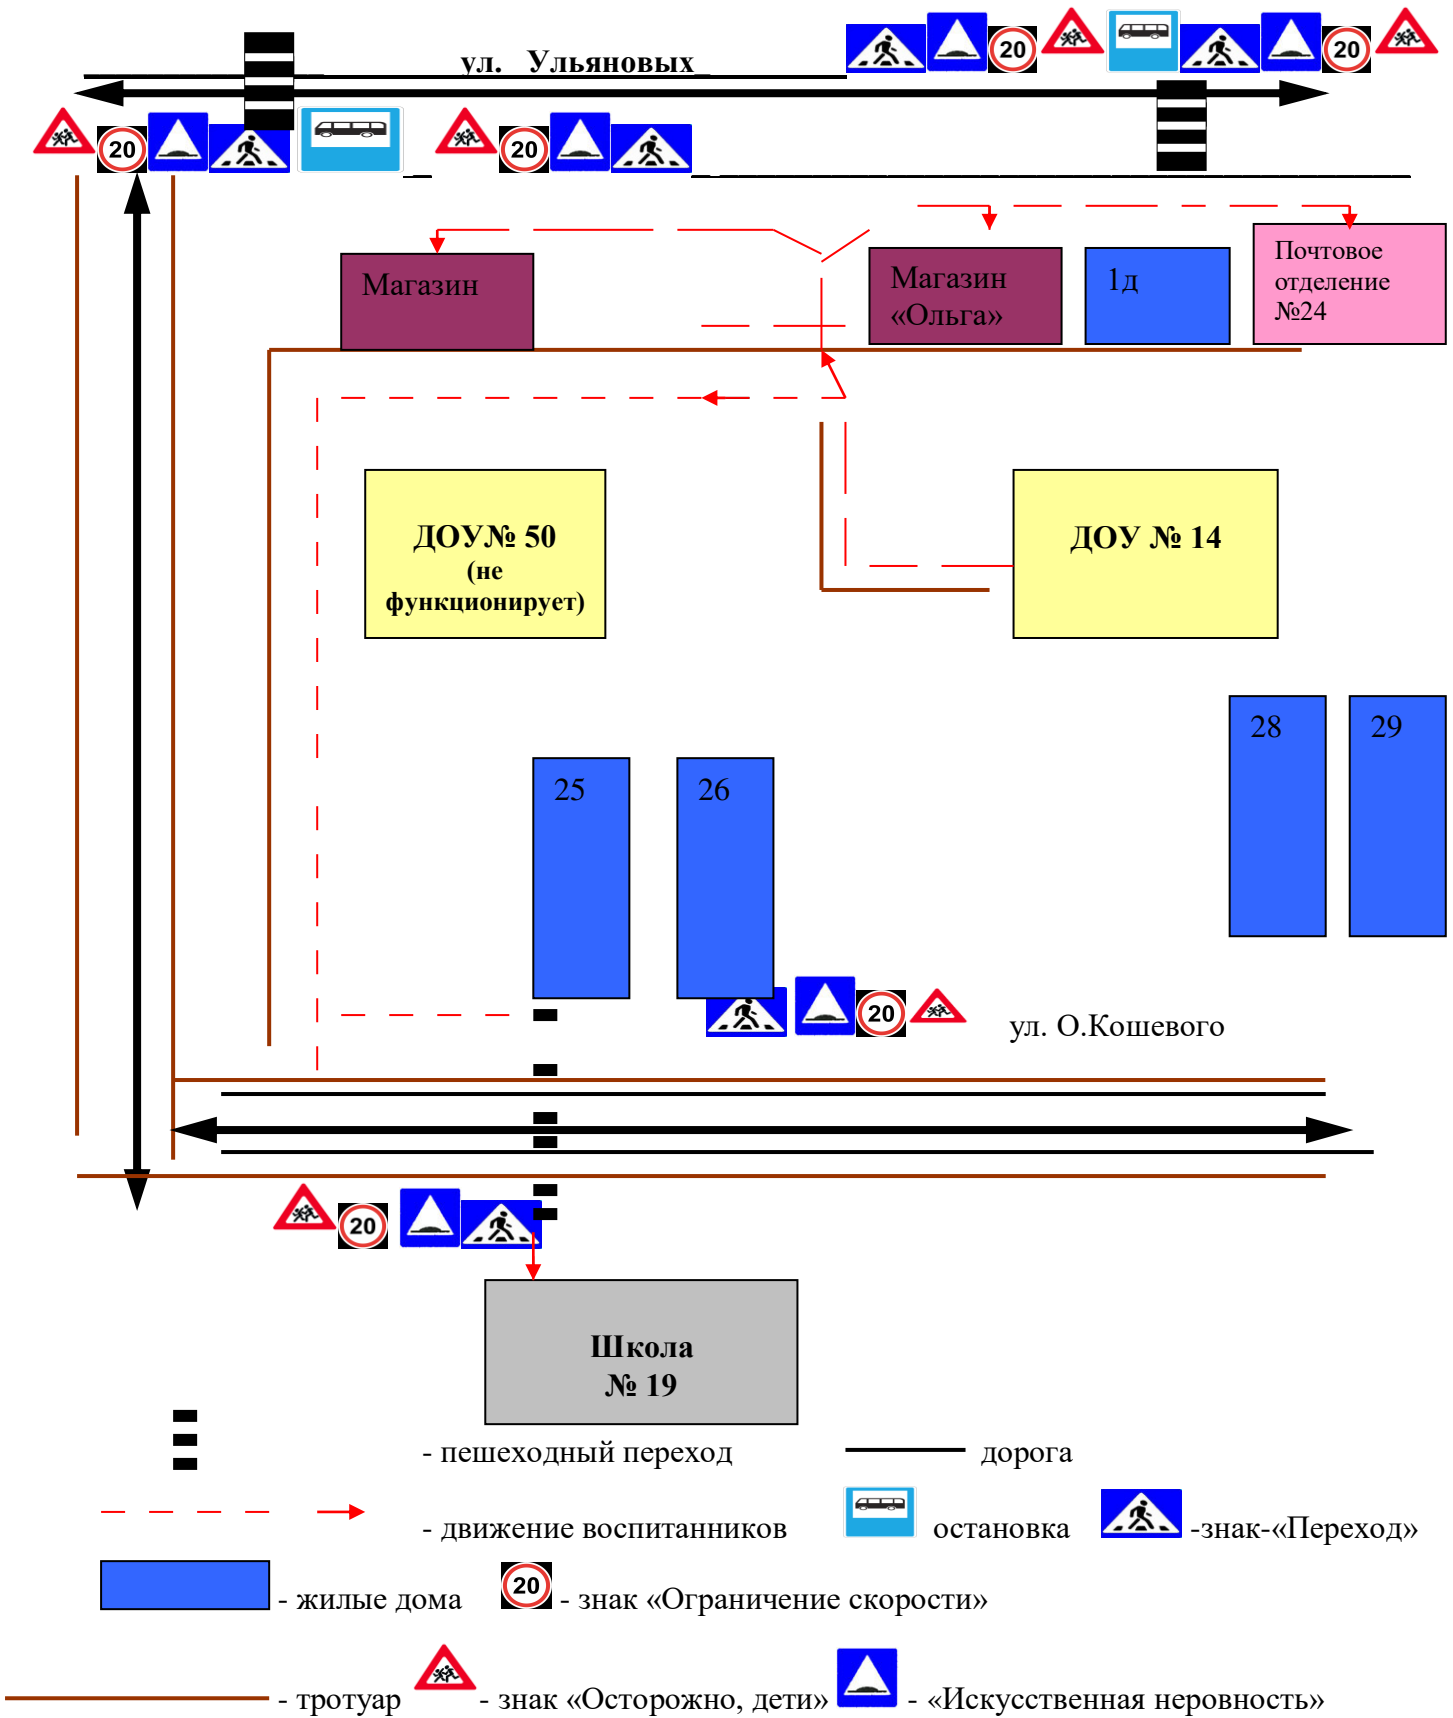 ул. Ульяновых
20
20
20
20
Магазин
Магазин
«Ольга»
1д
Почтовое
отделение
№24
ДОУ№ 50
(не
функционирует)
ДОУ № 14
28
29
25
26
20
ул. О.Кошевого
20
Школа
№ 19
- пешеходный переход
дорога
- движение воспитанников
остановка
-знак-«Переход»
- жилые дома
20
- знак «Ограничение скорости»
- тротуар
- знак «Осторожно, дети»
- «Искусственная неровность»